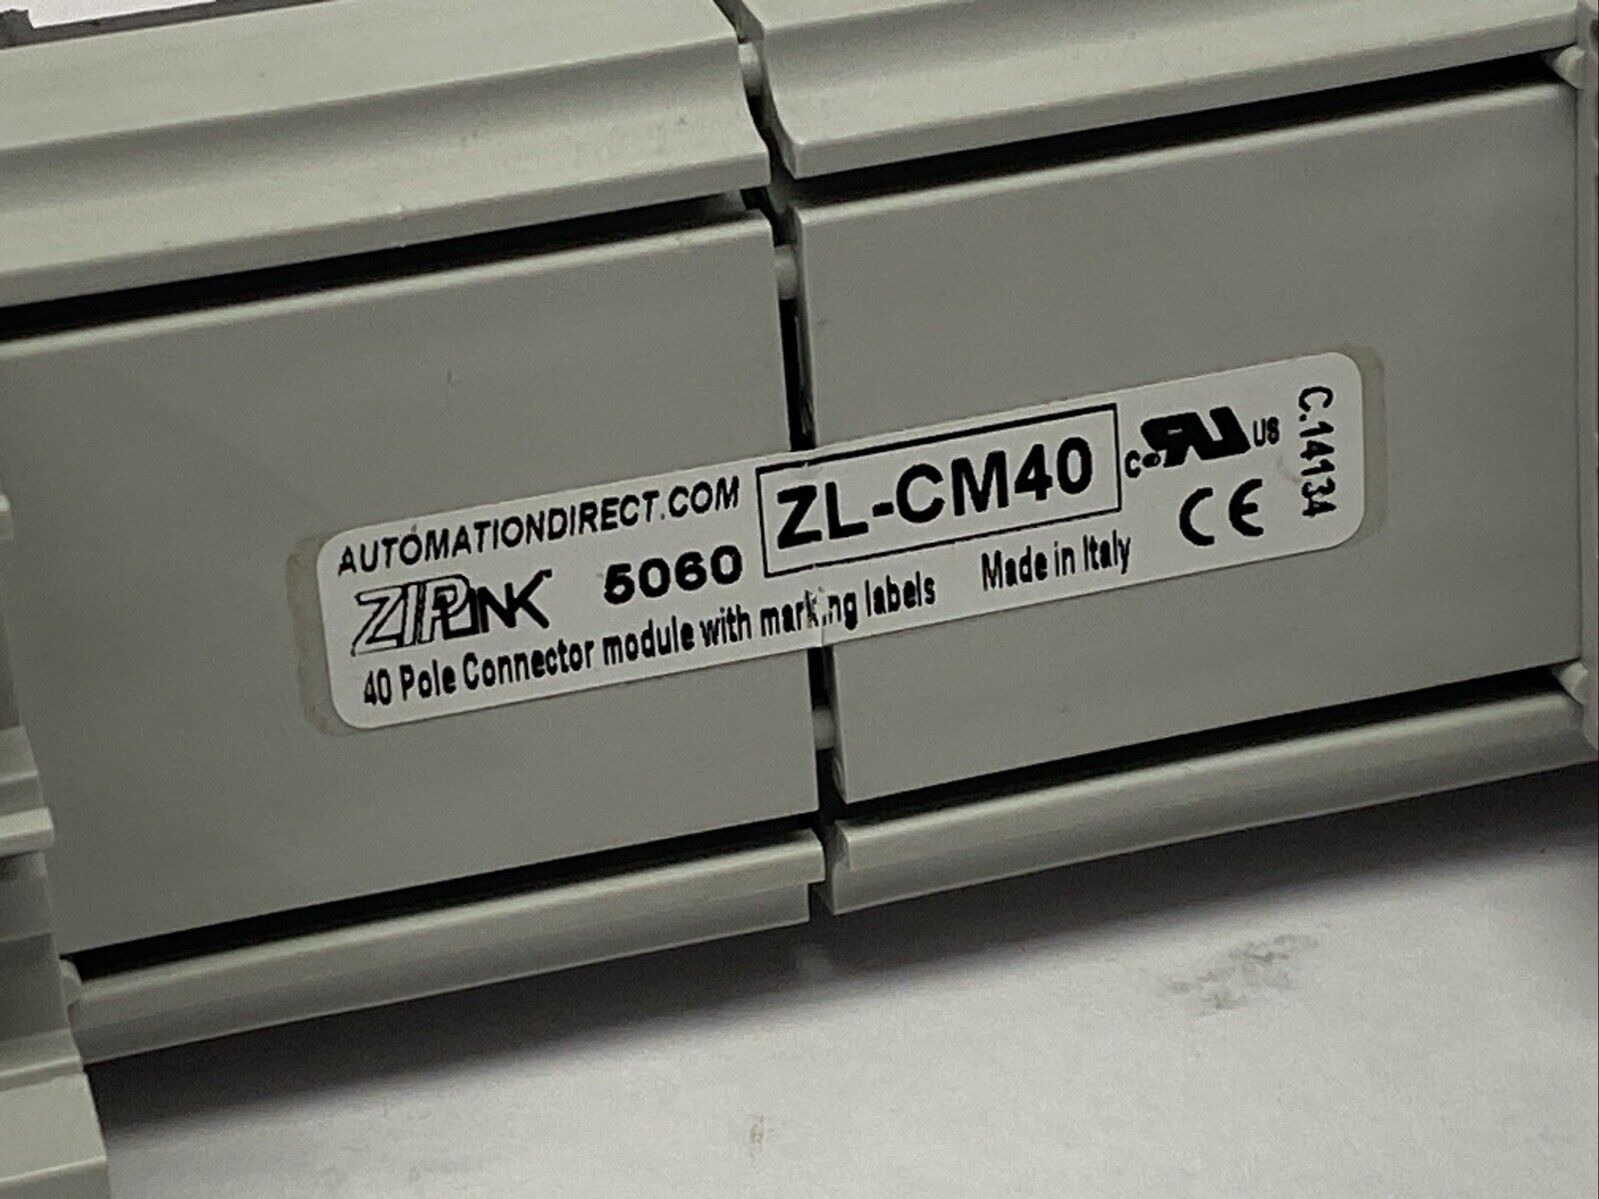 AUTOMATIONDIRECT.COM
ZIPLINK
5060
ZL-CM40
c RU US
CE
C.14134
40 Pole Connector module with marking labels
Made in Italy